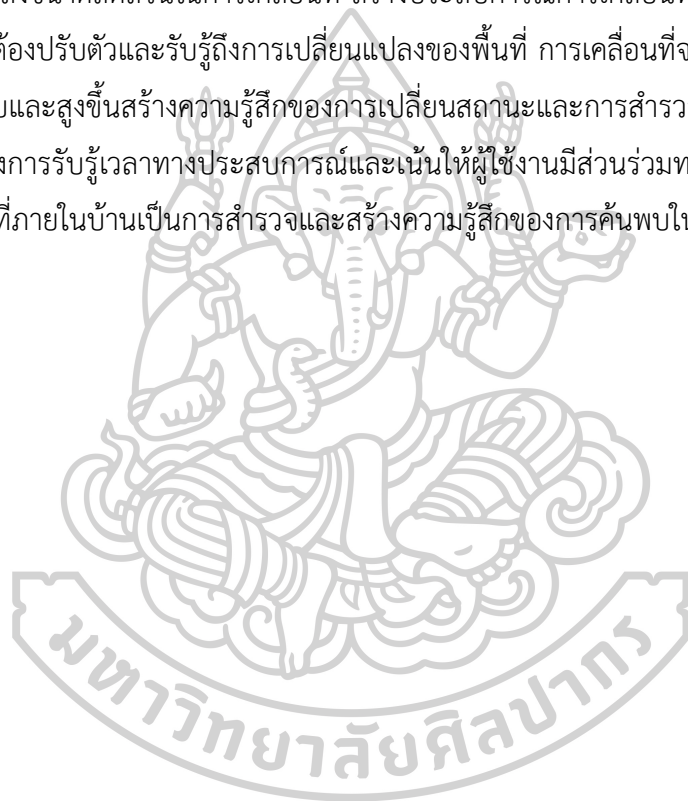 ต้องปรับตัวและรับรู้ถึงการเปลี่ยนแปลงของพื้นที่ การเคลื่อนที่จ
และสูงขึ้นสร้างความรู้สึกของการเปลี่ยนสถานะและการสำรว
งการรับรู้เวลาทางประสบการณ์และเน้นให้ผู้ใช้งานมีส่วนร่วมท
ที่ภายในบ้านเป็นการสำรวจและสร้างความรู้สึกของการค้นพบใน
มหาวิทยาลัยศิลปากร